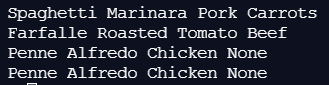 Spaghetti Marinara Pork Carrots
Farfalle Roasted Tomato Beef
Penne Alfredo Chicken None
Penne Alfredo Chicken None